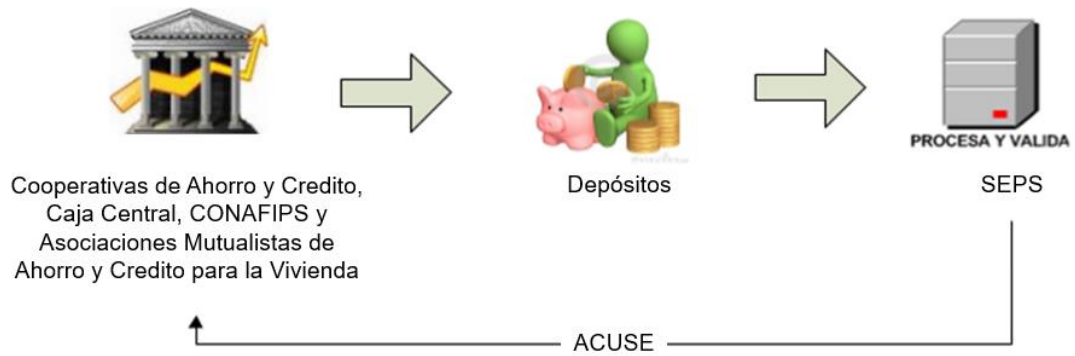 PROCESA Y VALIDA
Cooperativas de Ahorro y Credito,
Caja Central, CONAFIPS y
Asociaciones Mutualistas de
Ahorro y Credito para la Vivienda
Depósitos
SEPS
ACUSE